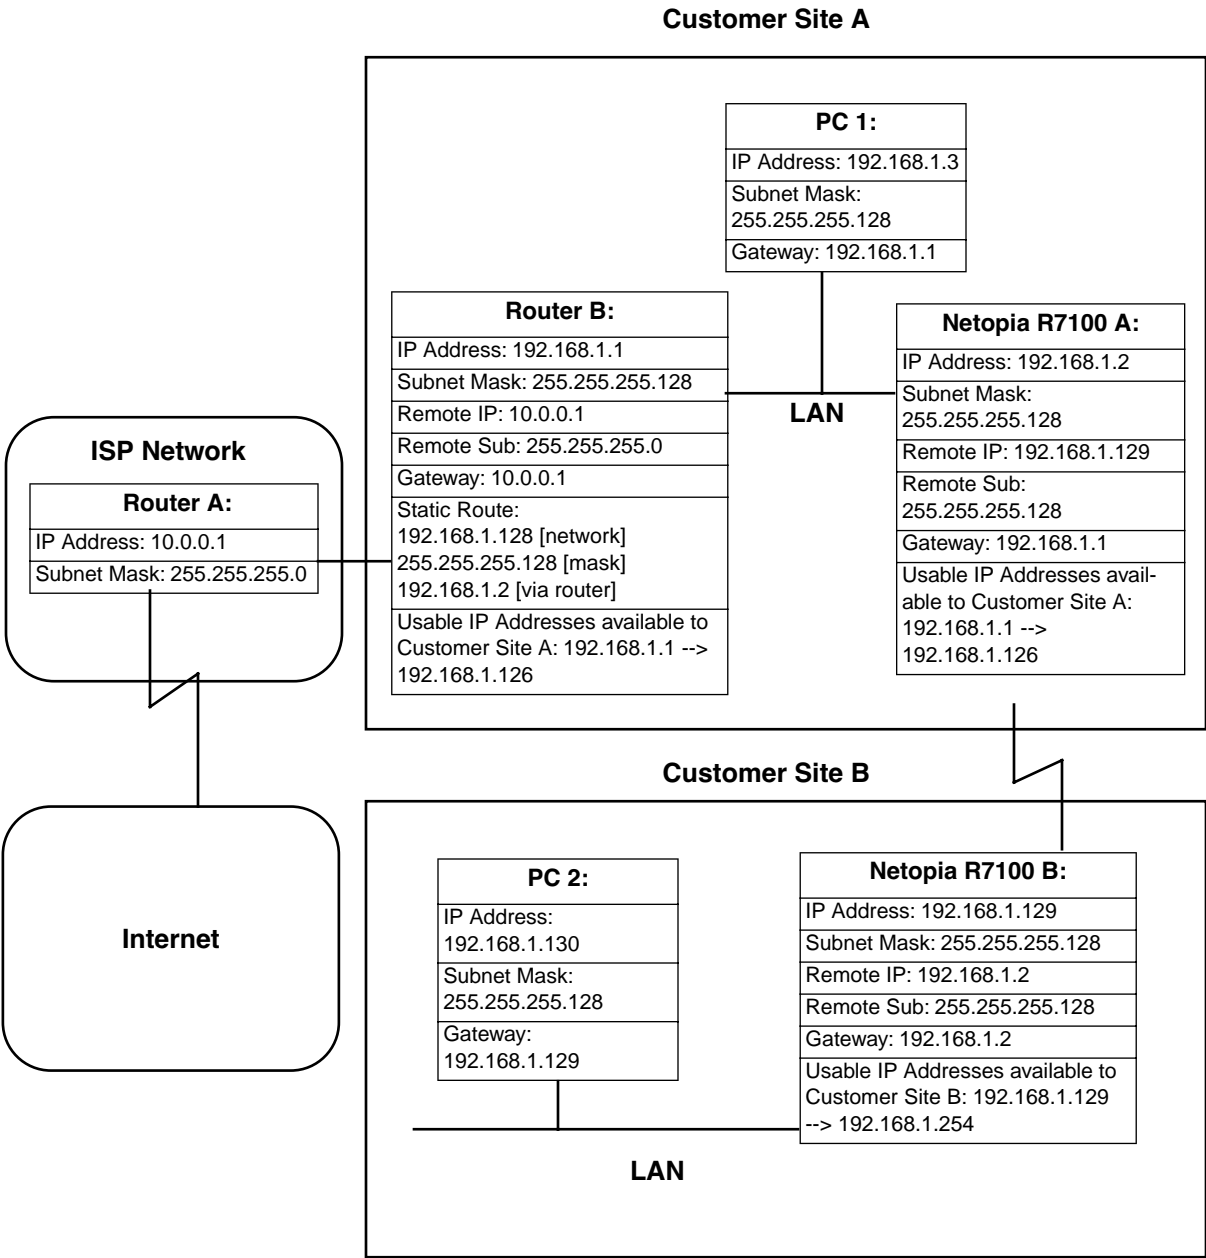 Customer Site A
PC 1:
IP Address: 192.168.1.3
Subnet Mask:
255.255.255.128
Gateway: 192.168.1.1
Router B:
IP Address: 192.168.1.1
Subnet Mask: 255.255.255.128
Remote IP: 10.0.0.1
Remote Sub: 255.255.255.0
Gateway: 10.0.0.1
Static Route:
192.168.1.128 [network]
255.255.255.128 [mask]
192.168.1.2 [via router]
Usable IP Addresses available to
Customer Site A: 192.168.1.1 -->
192.168.1.126
LAN
Netopia R7100 A:
IP Address: 192.168.1.2
Subnet Mask:
255.255.255.128
Remote IP: 192.168.1.129
Remote Sub:
255.255.255.128
Gateway: 192.168.1.1
Usable IP Addresses avail-
able to Customer Site A:
192.168.1.1 -->
192.168.1.126
ISP Network
Router A:
IP Address: 10.0.0.1
Subnet Mask: 255.255.255.0
Internet
Customer Site B
PC 2:
IP Address:
192.168.1.130
Subnet Mask:
255.255.255.128
Gateway:
192.168.1.129
Netopia R7100 B:
IP Address: 192.168.1.129
Subnet Mask: 255.255.255.128
Remote IP: 192.168.1.2
Remote Sub: 255.255.255.128
Gateway: 192.168.1.2
Usable IP Addresses available to
Customer Site B: 192.168.1.129
--> 192.168.1.254
LAN